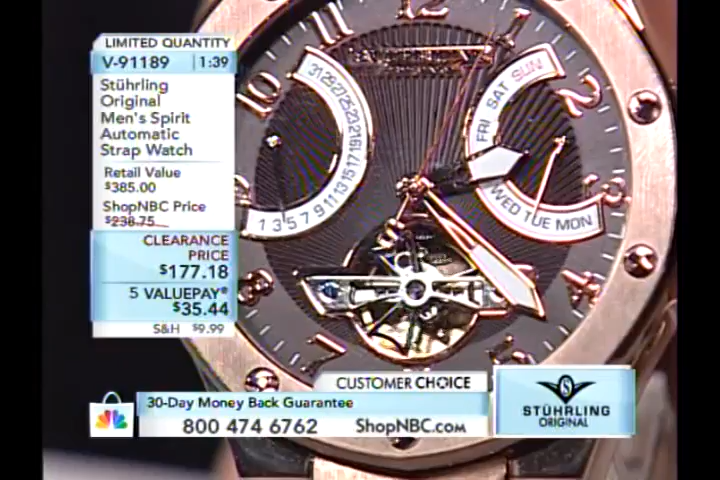 LIMITED QUANTITY
V-91189 1:39
Stührling
Original
Men's Spirit
Automatic
Strap Watch
Retail Value
$385.00
ShopNBC Price
$238.75
CLEARANCE
PRICE
$177.18
5 VALUEPAY®
$35.44
S&H $9.99
12
1
2
10
7
FRI SAT SUN
WED TUE MON
31 29 27 25 23 21 19 17 15 13 11 9 7 5 3 1
CUSTOMER CHOICE
30-Day Money Back Guarantee
800 474 6762 ShopNBC.com
S
STÜHRLING
ORIGINAL